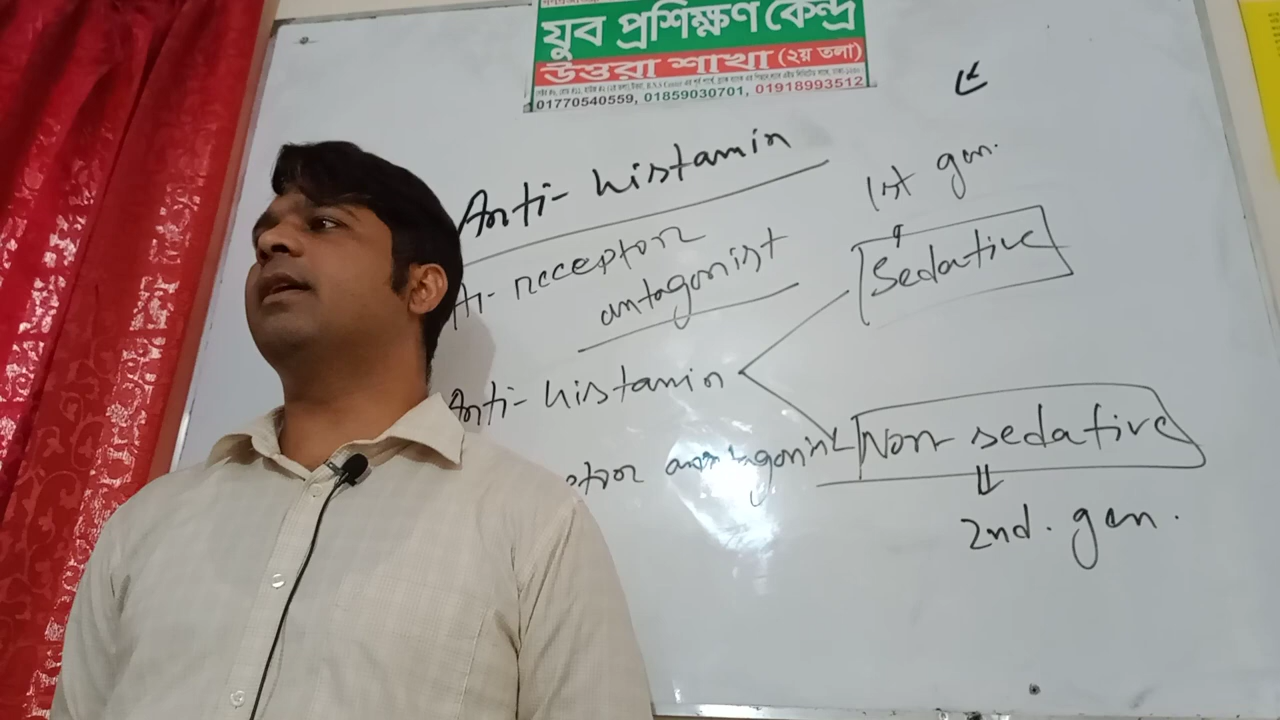 যুব প্রশিক্ষণ কেন্দ্র
উত্তরা শাখা (২য় তলা)
01770540559, 01859030701, 01918993512
Anti-histamin
1st gen.
H1-receptor
antagonist
Sedative
Anti-histamin
Non sedative
antagonist
2nd. gen.